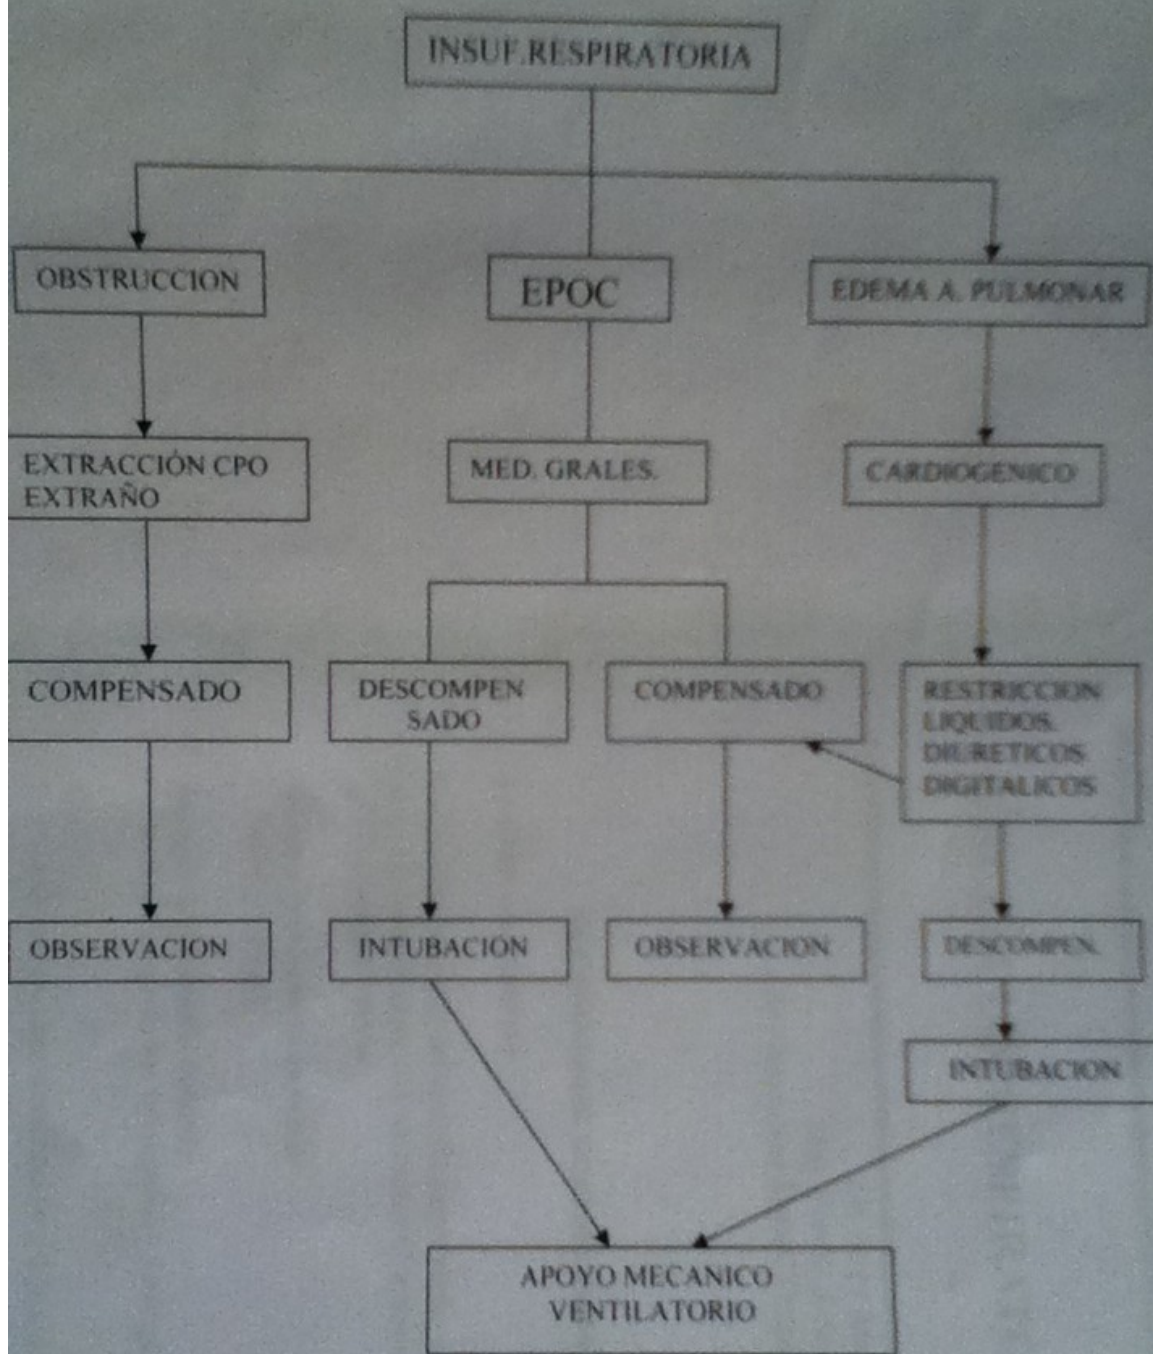 INSUF.RESPIRATORIA
OBSTRUCCION
EPOC
EDEMA A. PULMONAR
EXTRACCIÓN CPO
EXTRAÑO
MED. GRALES.
CARDIOGENICO
COMPENSADO
DESCOMPEN
SADO
COMPENSADO
RESTRICCION
LIQUIDOS.
DIURETICOS
DIGITALICOS
OBSERVACION
INTUBACION
OBSERVACION
DESCOMPEN.
INTUBACION
APOYO MECANICO
VENTILATORIO